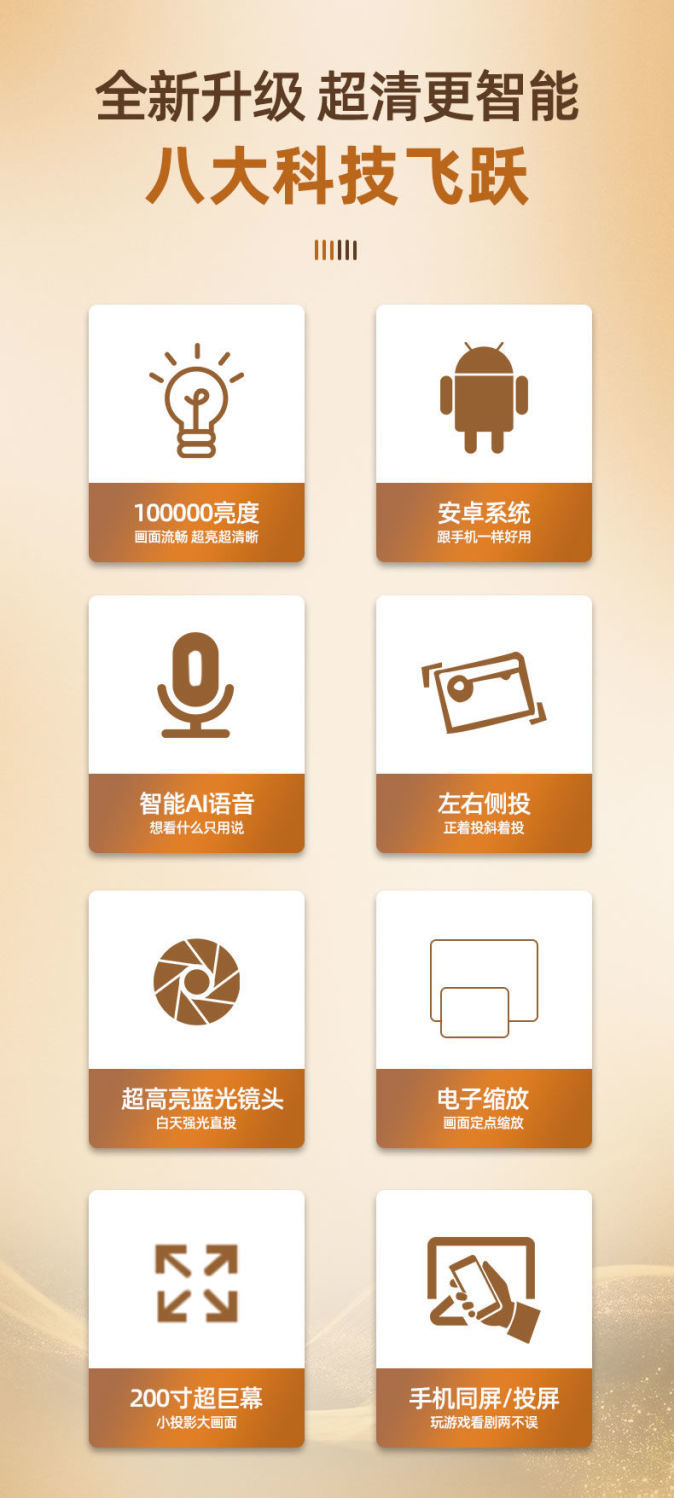 全新升级 超清更智能
八大科技飞跃
100000亮度
画面流畅 超亮超清晰
安卓系统
跟手机一样好用
智能AI语音
想看什么只用说
左右侧投
正着投斜着投
超高亮蓝光镜头
白天强光直投
电子缩放
画面定点缩放
200寸超巨幕
小投影大画面
手机同屏/投屏
玩游戏看剧两不误